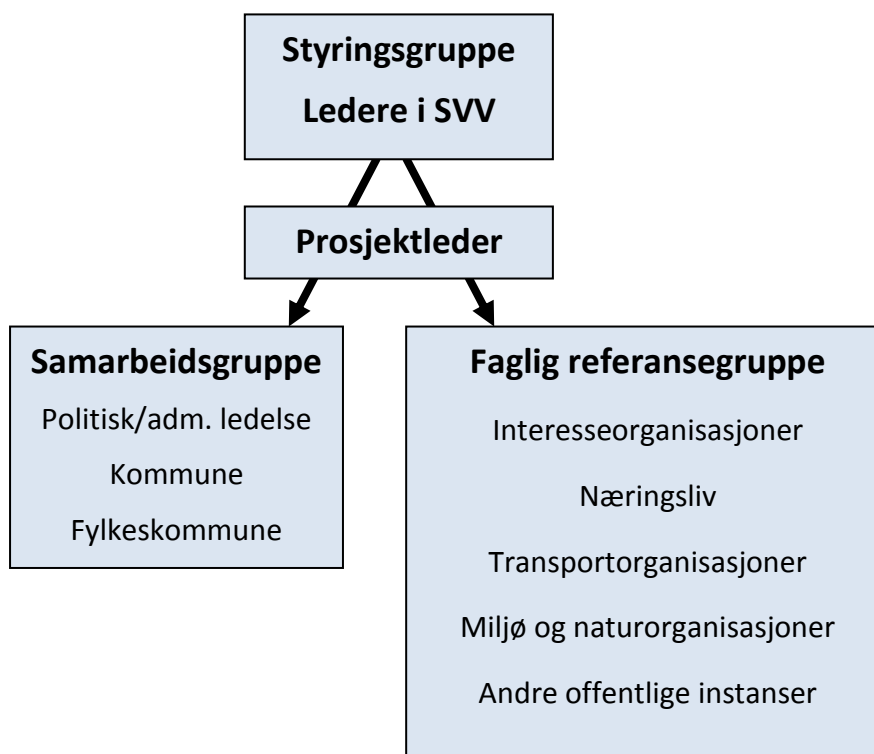 Styringsgruppe
Ledere i SVV
Prosjektleder
Samarbeidsgruppe
Politisk/adm. ledelse
Kommune
Fylkeskommune
Faglig referansegruppe
Interesseorganisasjoner
Næringsliv
Transportorganisasjoner
Miljø og naturorganisasjoner
Andre offentlige instanser